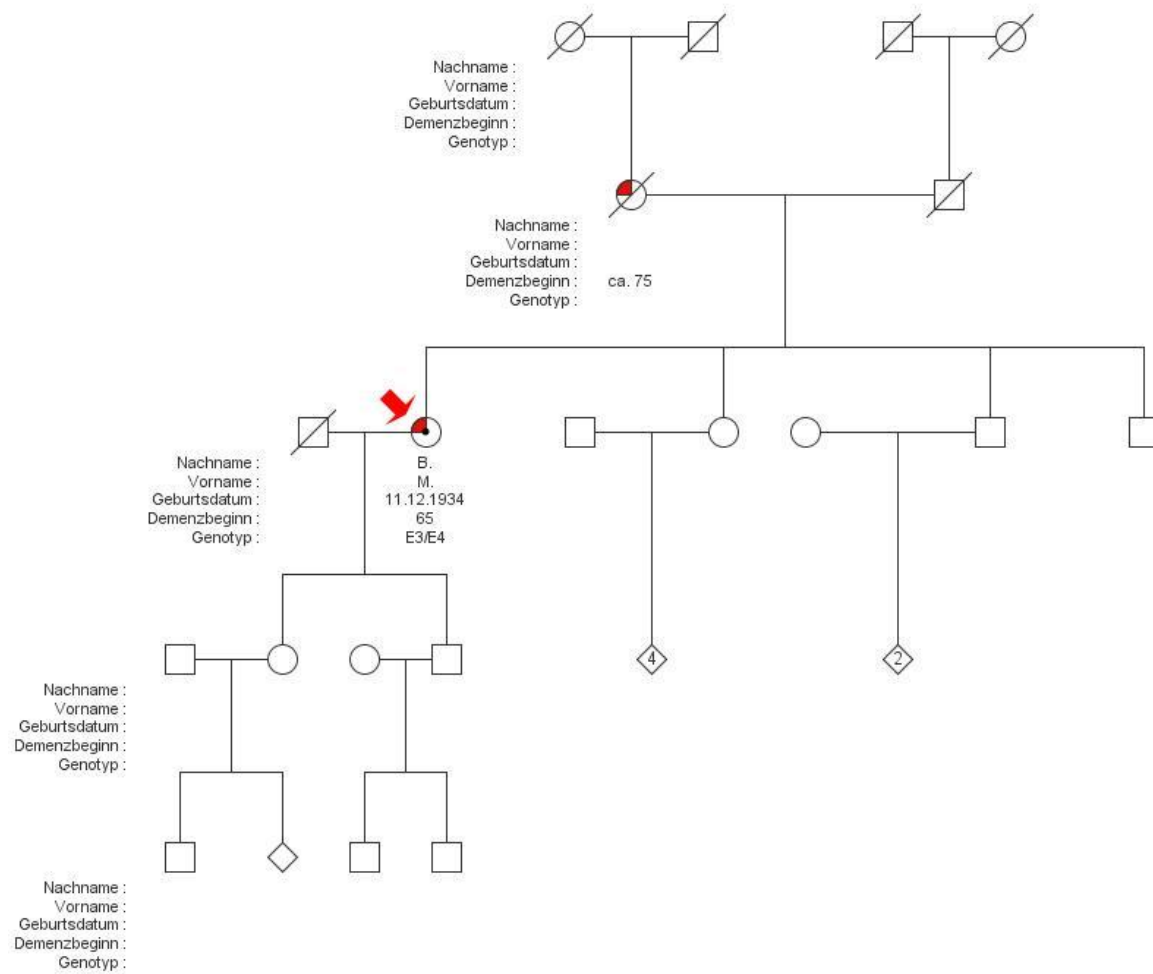 Nachname :
Vorname :
Geburtsdatum :
Demenzbeginn :
Genotyp :
Nachname :
Vorname :
Geburtsdatum :
Demenzbeginn : ca. 75
Genotyp :
Nachname : B.
Vorname : M.
Geburtsdatum : 11.12.1934
Demenzbeginn : 65
Genotyp : E3/E4
4 2
Nachname :
Vorname :
Geburtsdatum :
Demenzbeginn :
Genotyp :
Nachname :
Vorname :
Geburtsdatum :
Demenzbeginn :
Genotyp :